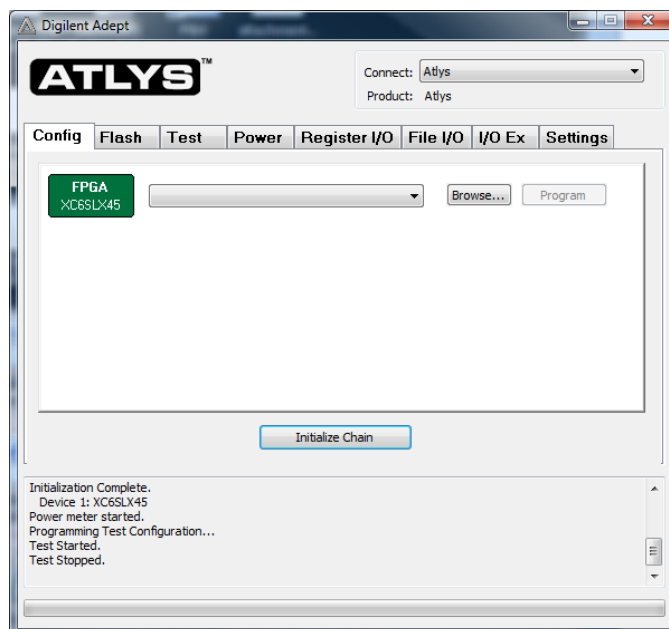 Digilent Adept
ATLYS™
Connect: Atlys
Product: Atlys
Config Flash Test Power Register I/O File I/O I/O Ex Settings
FPGA
XC6SLX45
Browse... Program
Initialize Chain
Initialization Complete.
Device 1: XC6SLX45
Power meter started.
Programming Test Configuration...
Test Started.
Test Stopped.